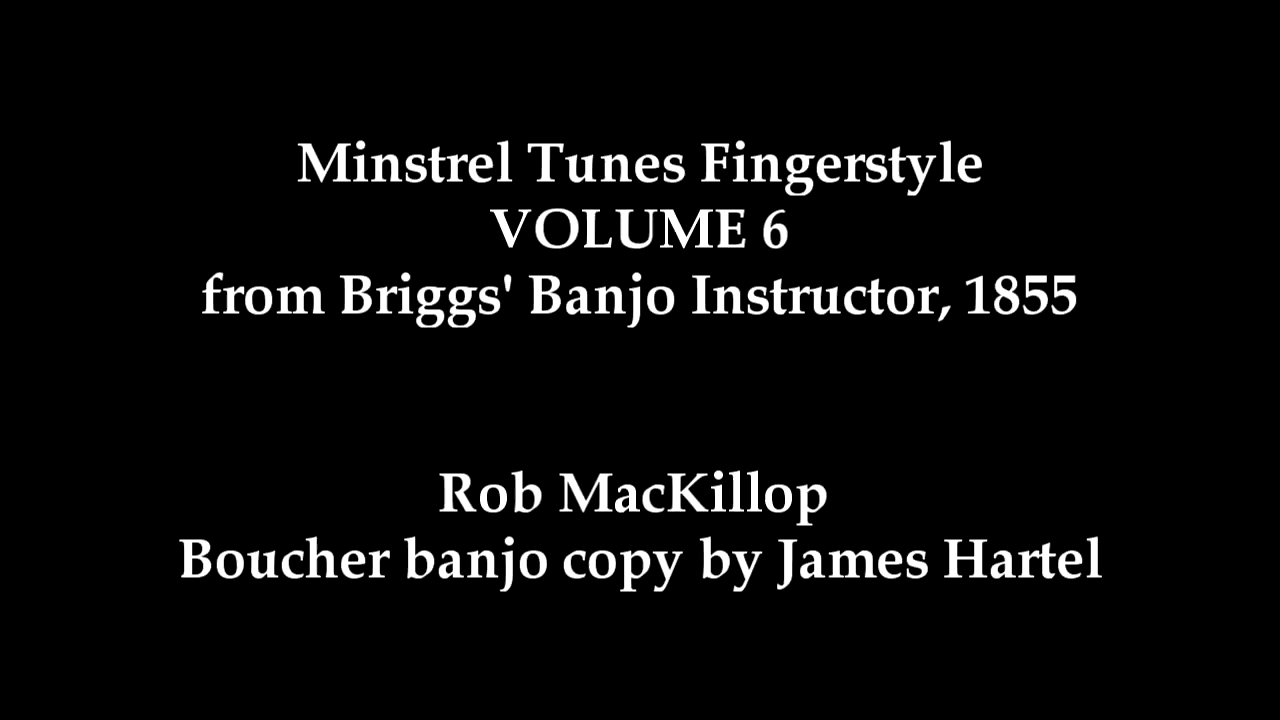 Minstrel Tunes Fingerstyle
VOLUME 6
from Briggs' Banjo Instructor, 1855
Rob MacKillop
Boucher banjo copy by James Hartel